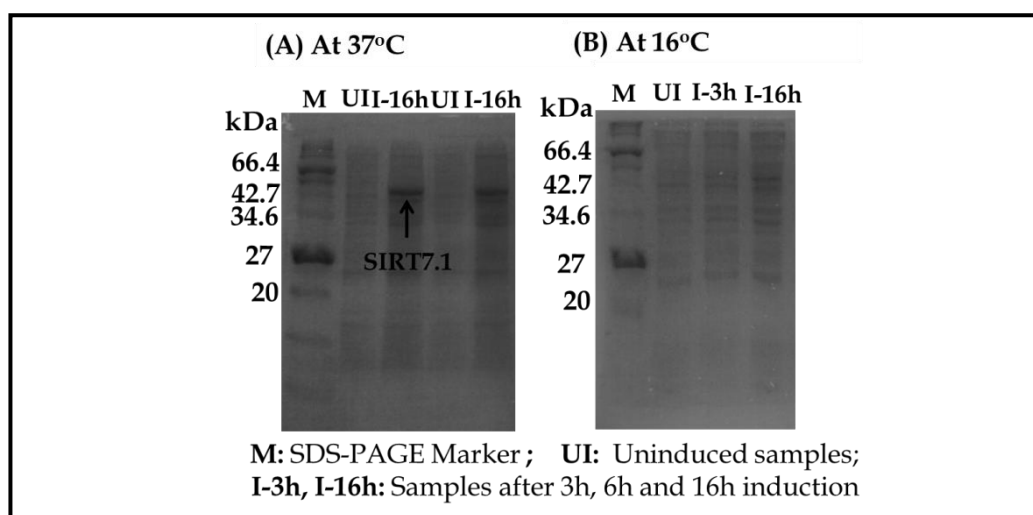 (A) At 37°C
M UI I-16h UI I-16h
kDa
66.4
42.7
34.6
27
20
SIRT7.1
(B) At 16°C
M UI I-3h I-16h
66.4
42.7
34.6
27
20
M: SDS-PAGE Marker ; UI: Uninduced samples;
I-3h, I-16h: Samples after 3h, 6h and 16h induction